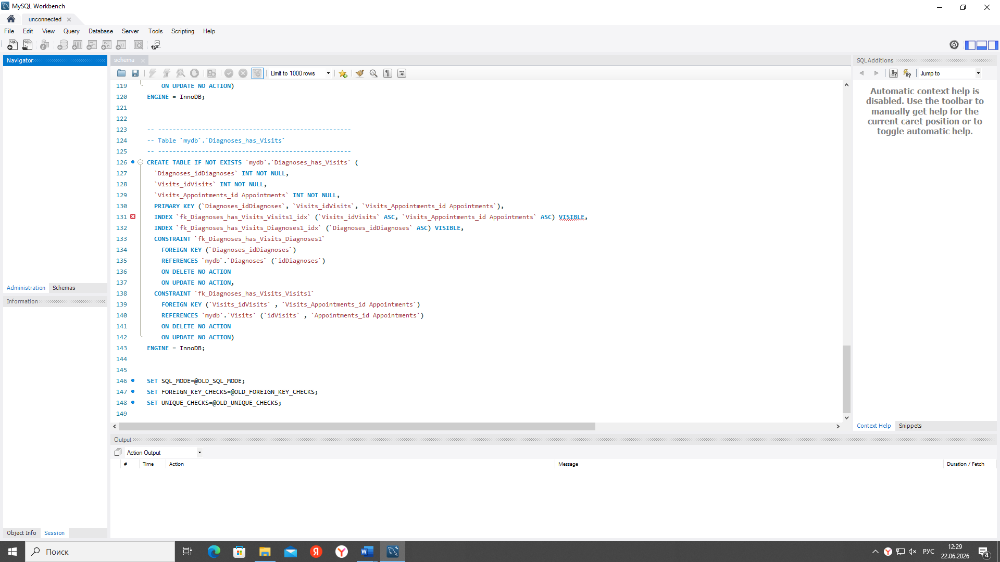 MySQL Workbench
unconnected
File Edit View Query Database Server Tools Scripting Help
Navigator
schema
SQLAdditions
Limit to 1000 rows
Jump to
Automatic context help is
disabled. Use the toolbar to
manually get help for the
current caret position or to
toggle automatic help.
119 ON UPDATE NO ACTION)
120 ENGINE = InnoDB;
121
122
123 -- -----------------------------------------------------
124 -- Table `mydb`.`Diagnoses_has_Visits`
125 -- -----------------------------------------------------
126 CREATE TABLE IF NOT EXISTS `mydb`.`Diagnoses_has_Visits` (
127 `Diagnoses_idDiagnoses` INT NOT NULL,
128 `Visits_idVisits` INT NOT NULL,
129 `Visits_Appointments_id Appointments` INT NOT NULL,
130 PRIMARY KEY (`Diagnoses_idDiagnoses`, `Visits_idVisits`, `Visits_Appointments_id Appointments`),
131 INDEX `fk_Diagnoses_has_Visits_Visits1_idx` (`Visits_idVisits` ASC, `Visits_Appointments_id Appointments` ASC) VISIBLE,
132 INDEX `fk_Diagnoses_has_Visits_Diagnoses1_idx` (`Diagnoses_idDiagnoses` ASC) VISIBLE,
133 CONSTRAINT `fk_Diagnoses_has_Visits_Diagnoses1`
134 FOREIGN KEY (`Diagnoses_idDiagnoses`)
135 REFERENCES `mydb`.`Diagnoses` (`idDiagnoses`)
136 ON DELETE NO ACTION
137 ON UPDATE NO ACTION,
138 CONSTRAINT `fk_Diagnoses_has_Visits_Visits1`
139 FOREIGN KEY (`Visits_idVisits` , `Visits_Appointments_id Appointments`)
140 REFERENCES `mydb`.`Visits` (`idVisits` , `Appointments_id Appointments`)
141 ON DELETE NO ACTION
142 ON UPDATE NO ACTION)
143 ENGINE = InnoDB;
144
145
146 SET SQL_MODE=@OLD_SQL_MODE;
147 SET FOREIGN_KEY_CHECKS=@OLD_FOREIGN_KEY_CHECKS;
148 SET UNIQUE_CHECKS=@OLD_UNIQUE_CHECKS;
149
Administration Schemas
Information
Context Help Snippets
Output
Action Output
# Time Action Message Duration / Fetch
Object Info Session
Поиск
РУС
12:29
22.06.2026
4